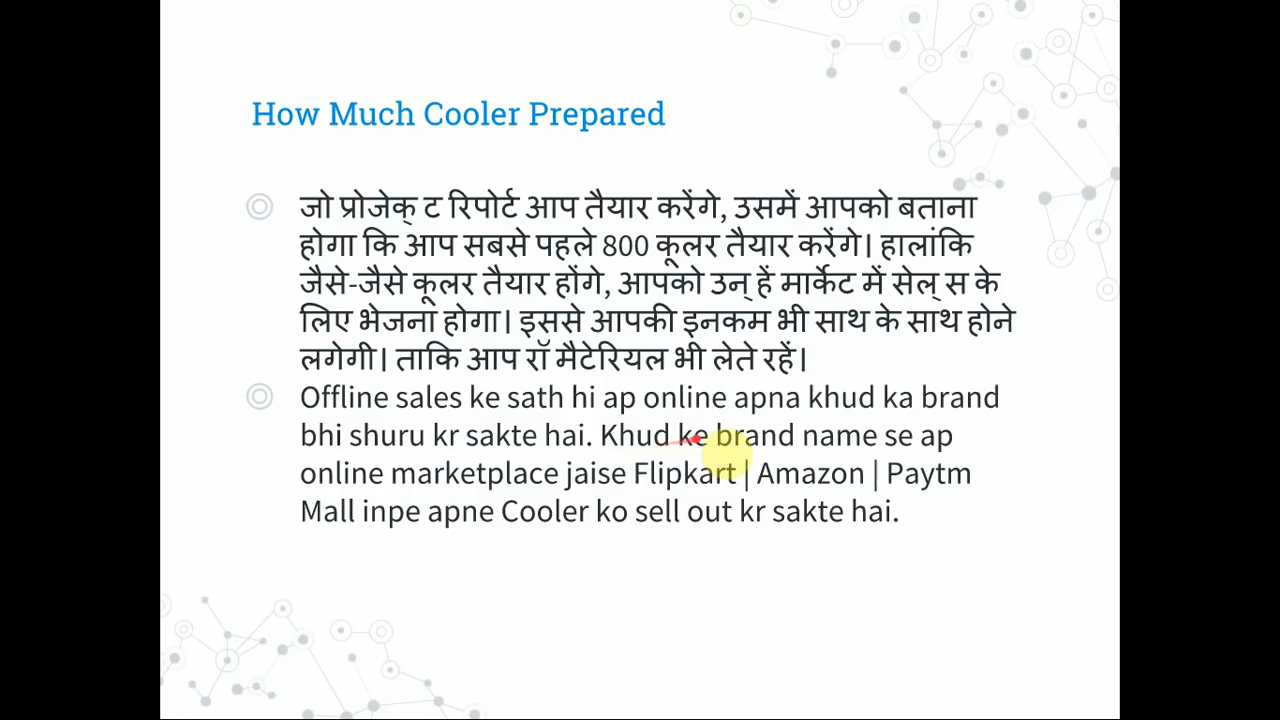 How Much Cooler Prepared
जो प्रोजेक् ट रिपोर्ट आप तैयार करेंगे, उसमें आपको बताना
होगा कि आप सबसे पहले 800 कूलर तैयार करेंगे। हालांकि
जैसे-जैसे कूलर तैयार होंगे, आपको उन् हें मार्केट में सेल् स के
लिए भेजना होगा। इससे आपकी इनकम भी साथ के साथ होने
लगेगी। ताकि आप रॉ मैटेरियल भी लेते रहें।
Offline sales ke sath hi ap online apna khud ka brand
bhi shuru kr sakte hai. Khud ke brand name se ap
online marketplace jaise Flipkart | Amazon | Paytm
Mall inpe apne Cooler ko sell out kr sakte hai.